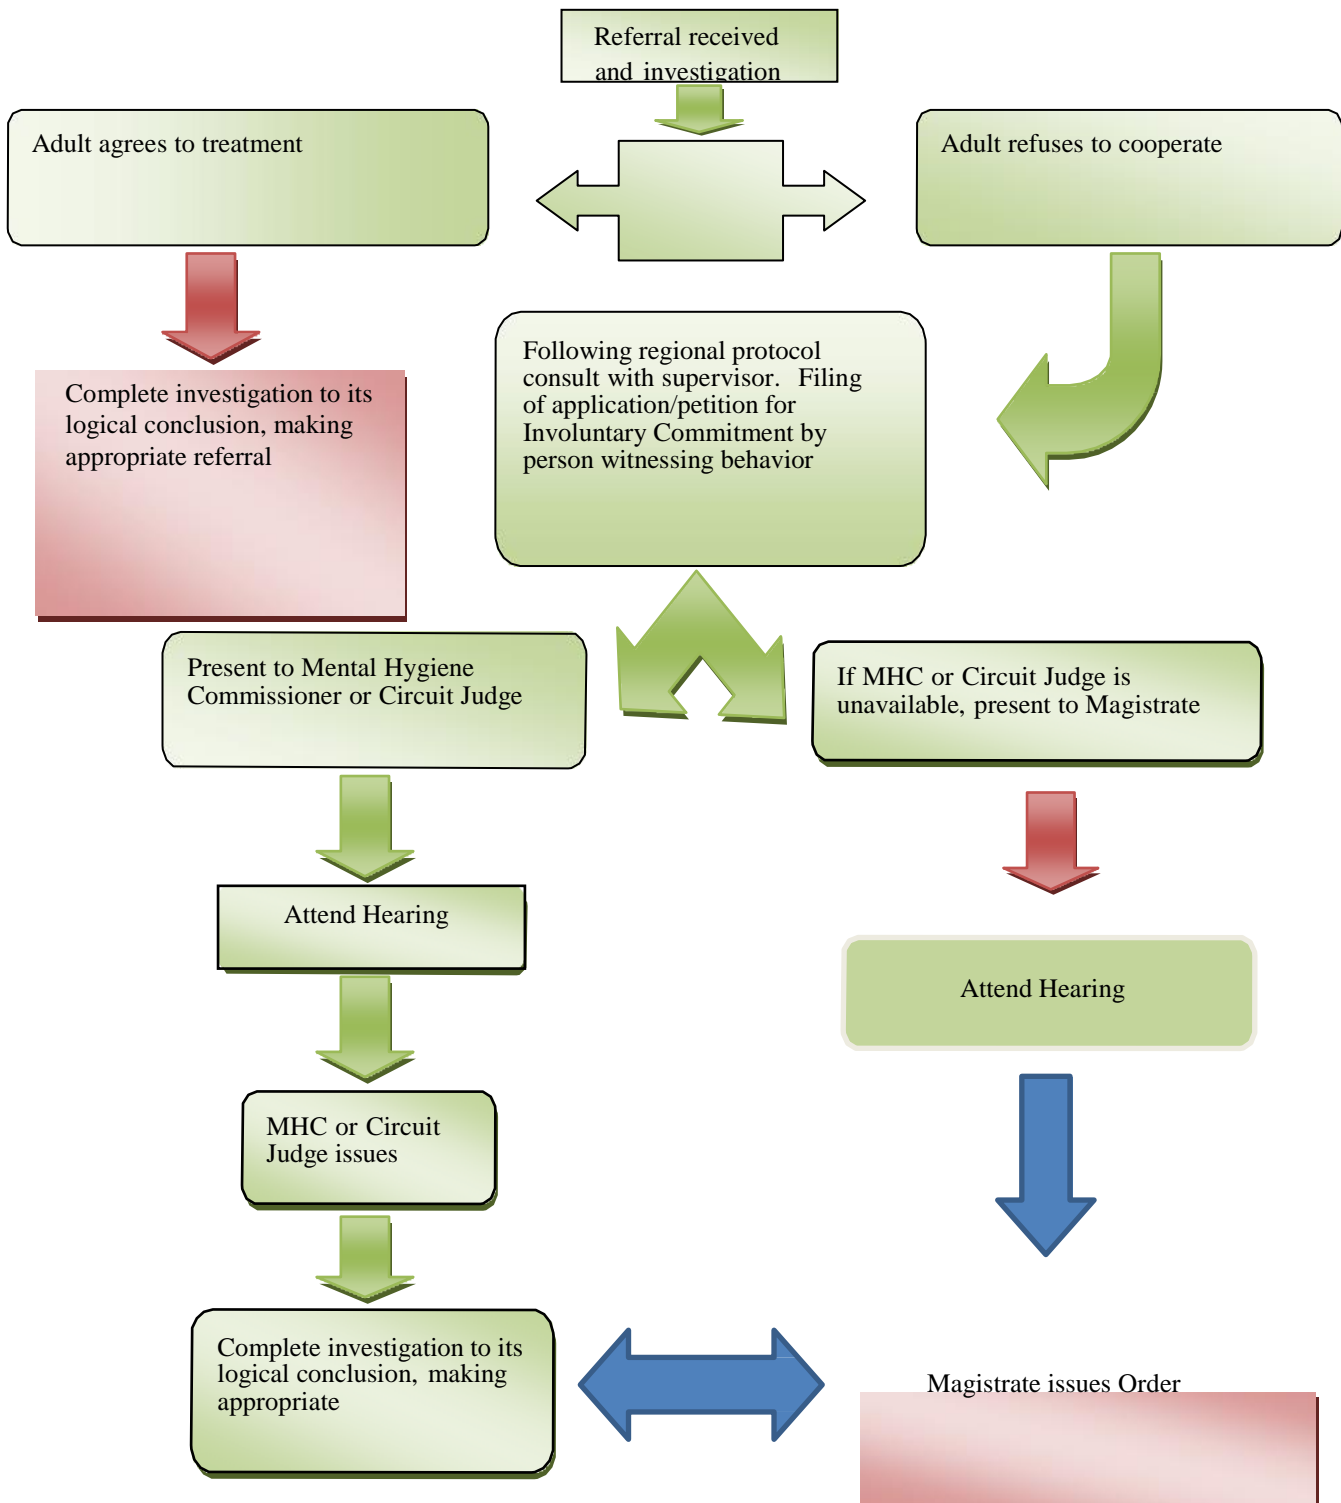 Referral received
and investigation
Adult agrees to treatment
Adult refuses to cooperate
Following regional protocol
consult with supervisor. Filing
of application/petition for
Involuntary Commitment by
person witnessing behavior
Complete investigation to its
logical conclusion, making
appropriate referral
Present to Mental Hygiene
Commissioner or Circuit Judge
If MHC or Circuit Judge is
unavailable, present to Magistrate
Attend Hearing
Attend Hearing
MHC or Circuit
Judge issues
Complete investigation to its
logical conclusion, making
appropriate
Magistrate issues Order